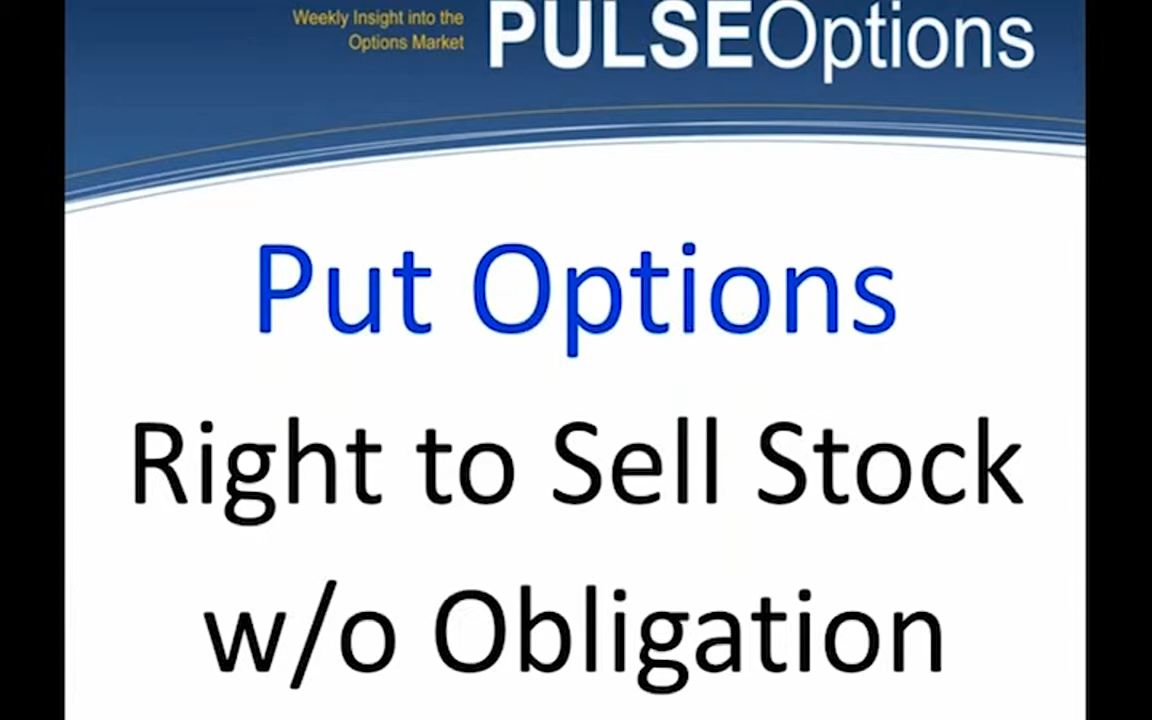 Weekly Insight into the
Options Market
PULSEOptions
Put Options
Right to Sell Stock
w/o Obligation